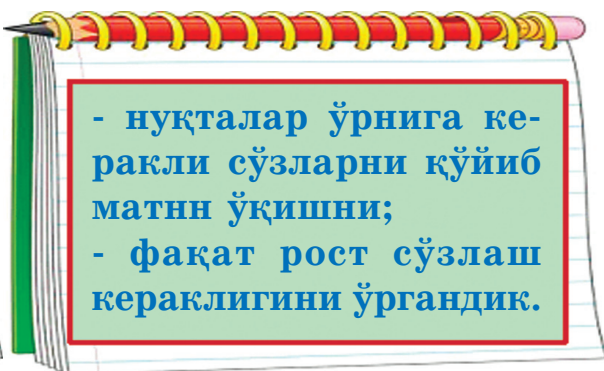 - нуқталар ўрнига ке-
ракли сўзларни қўйиб
матнн ўқишни;
- фақат рост сўзлаш
кераклигини ўргандик.